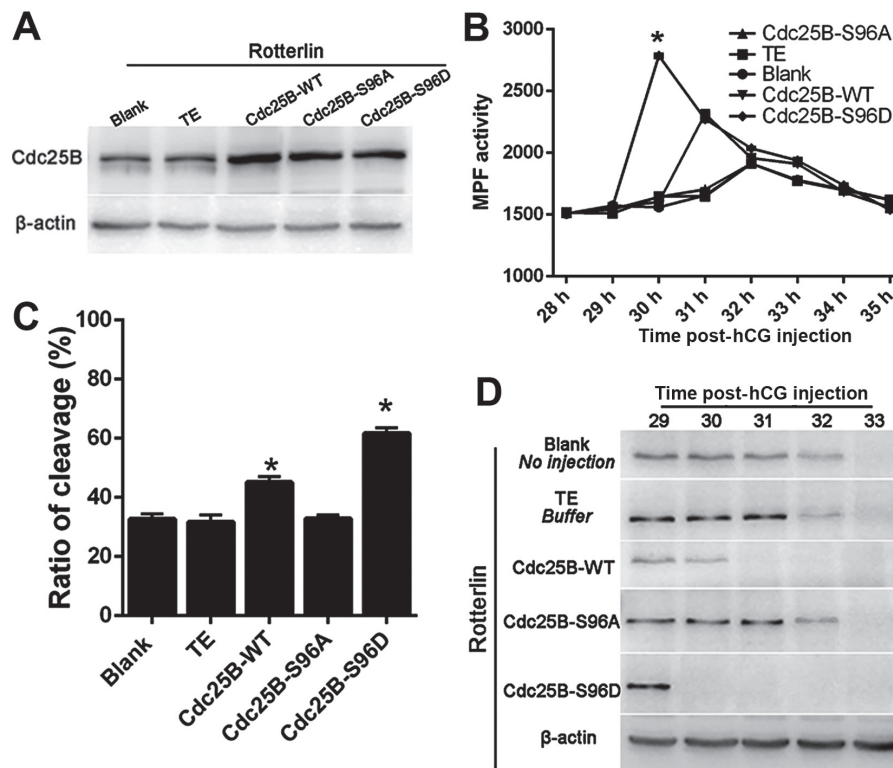 A
Rotterlin
Blank
TE
Cdc25B-WT
Cdc25B-S96A
Cdc25B-S96D
Cdc25B
β-actin
B
MPF activity
3000
2500
2000
1500
1000
*
Cdc25B-S96A
TE
Blank
Cdc25B-WT
Cdc25B-S96D
28 h
29 h
30 h
31 h
32 h
33 h
34 h
35 h
Time post-hCG injection
C
Ratio of cleavage (%)
100
80
60
40
20
0
*
*
Blank
TE
Cdc25B-WT
Cdc25B-S96A
Cdc25B-S96D
D
Time post-hCG injection
29 30 31 32 33
Rotterlin
Blank
No injection
TE
Buffer
Cdc25B-WT
Cdc25B-S96A
Cdc25B-S96D
β-actin